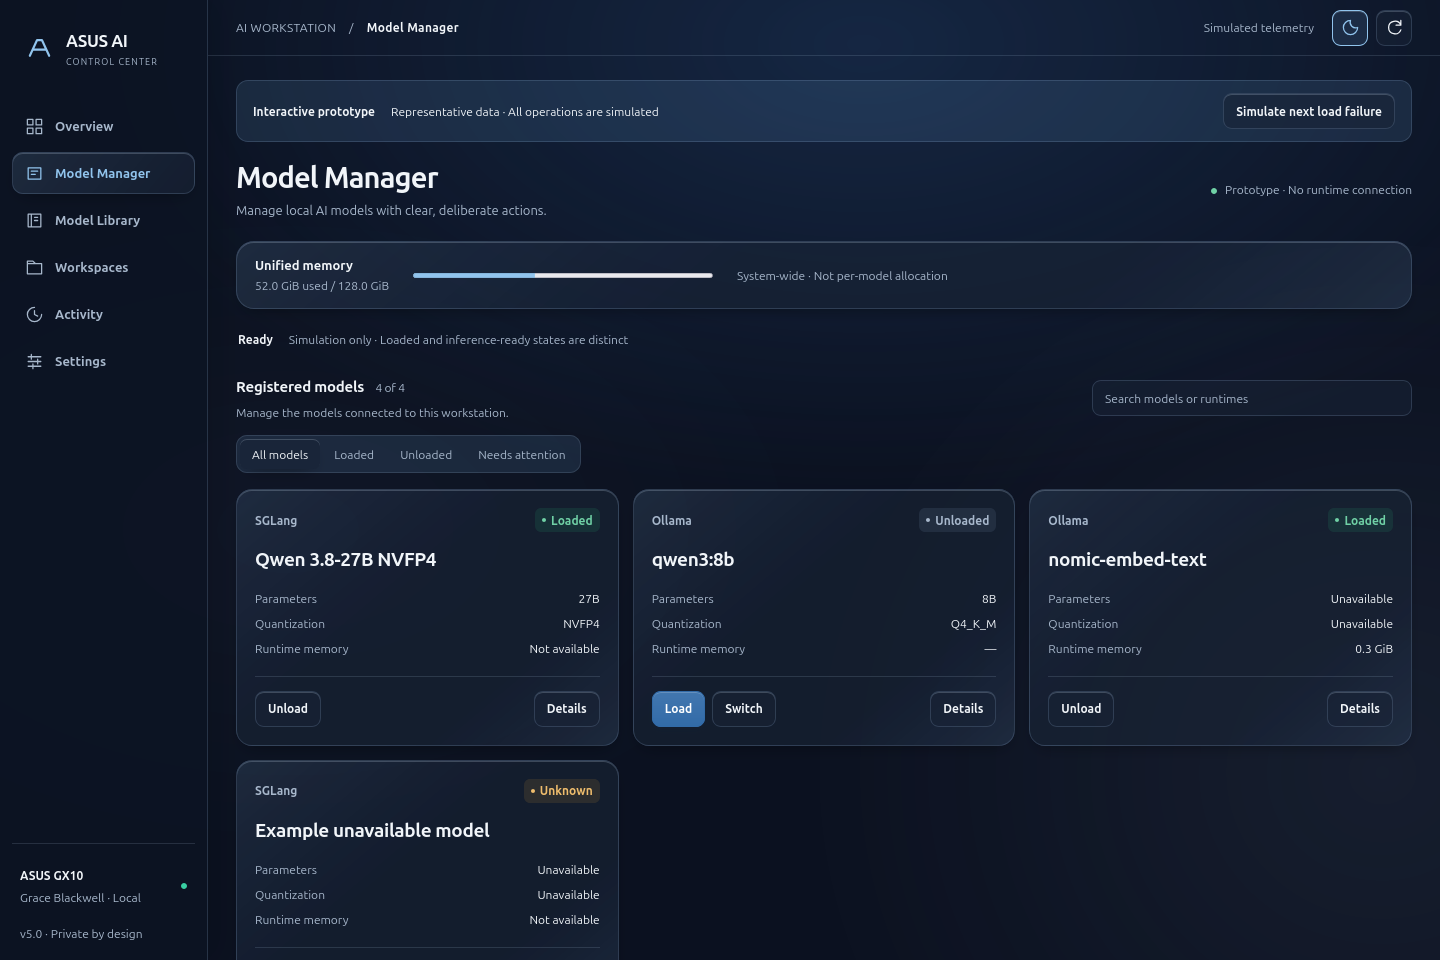 ASUS AI
CONTROL CENTER
Overview
Model Manager
Model Library
Workspaces
Activity
Settings
ASUS GX10
Grace Blackwell · Local
v5.0 · Private by design
AI WORKSTATION / Model Manager
Simulated telemetry
Interactive prototype Representative data · All operations are simulated
Simulate next load failure
Model Manager
Manage local AI models with clear, deliberate actions.
Prototype · No runtime connection
Unified memory
52.0 GiB used / 128.0 GiB
System-wide · Not per-model allocation
Ready Simulation only · Loaded and inference-ready states are distinct
Registered models 4 of 4
Manage the models connected to this workstation.
Search models or runtimes
All models Loaded Unloaded Needs attention
SGLang Loaded
Qwen 3.8-27B NVFP4
Parameters 27B
Quantization NVFP4
Runtime memory Not available
Unload Details
Ollama Unloaded
qwen3:8b
Parameters 8B
Quantization Q4_K_M
Runtime memory —
Load Switch Details
Ollama Loaded
nomic-embed-text
Parameters Unavailable
Quantization Unavailable
Runtime memory 0.3 GiB
Unload Details
SGLang Unknown
Example unavailable model
Parameters Unavailable
Quantization Unavailable
Runtime memory Not available